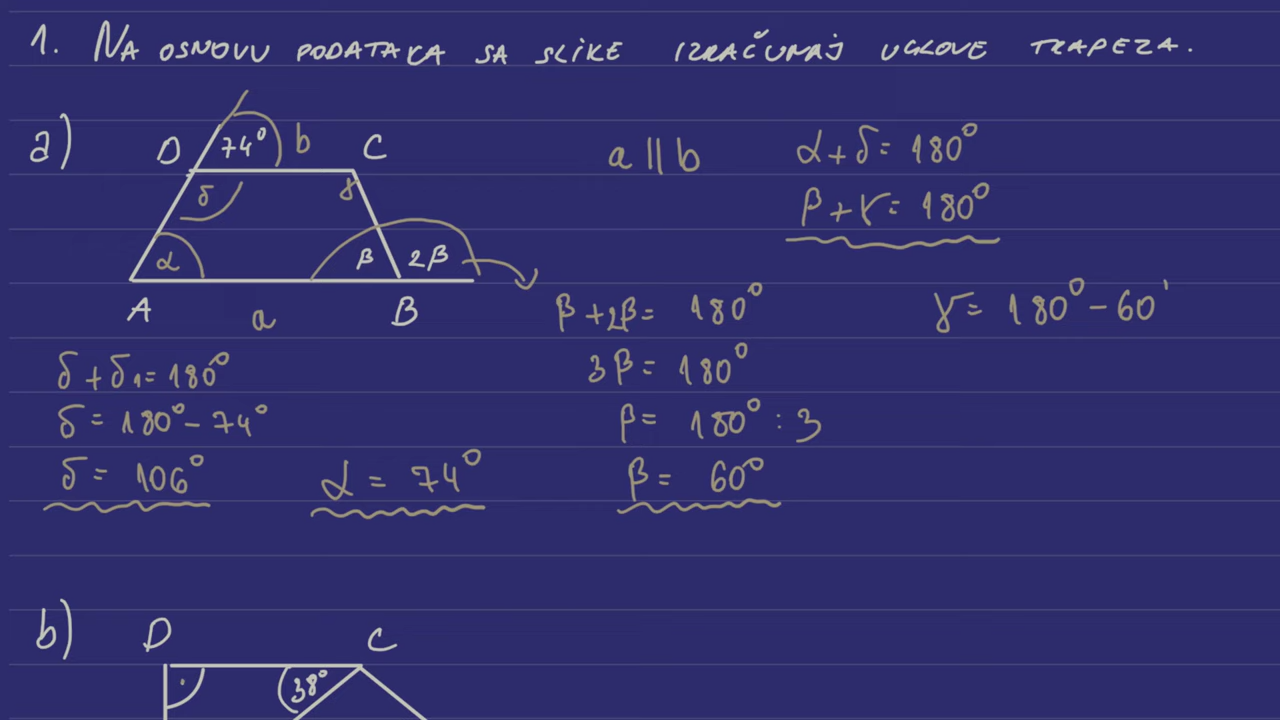 1. NA OSNOVU PODATAKA SA SLIKE IZRAČUNAJ UGLOVE TRAPEZA.
a)
D 74° b C
δ γ
α β 2β
A a B
a || b
α + δ = 180°
β + γ = 180°
β + 2β = 180°
3β = 180°
β = 180° : 3
β = 60°
γ = 180° - 60'
δ + δ1 = 180°
δ = 180° - 74°
δ = 106°
α = 74°
b)
D C
38°